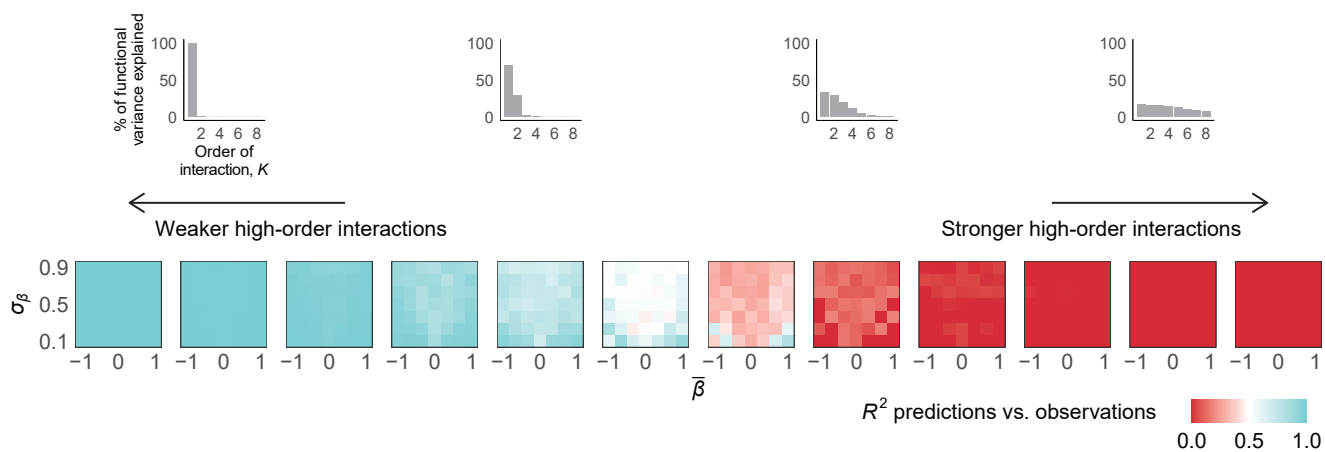 % of functional
variance explained
100
50
0
2 4 6 8
Order of
interaction, K
100
50
0
2 4 6 8
100
50
0
2 4 6 8
100
50
0
2 4 6 8
Weaker high-order interactions
Stronger high-order interactions
σβ
0.9
0.5
0.1
−1 0 1
−1 0 1
−1 0 1
−1 0 1
−1 0 1
−1 0 1
−1 0 1
−1 0 1
−1 0 1
−1 0 1
−1 0 1
−1 0 1
β̅
R² predictions vs. observations
0.0 0.5 1.0